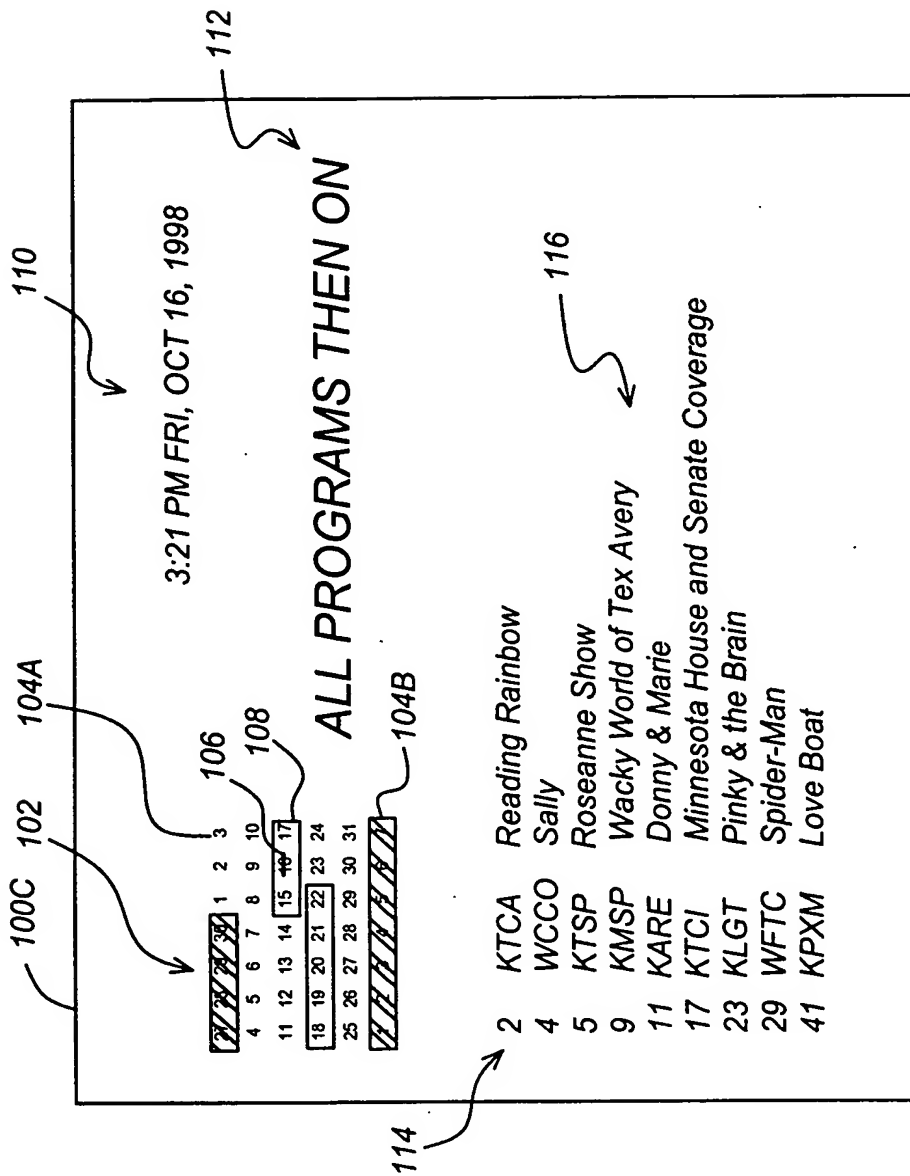 100C
102
104A
110
3:21 PM FRI, OCT 16, 1998
1 2 3
4 5 6 7 8 9 10
106
108
11 12 13 14 15 16 17
ALL PROGRAMS THEN ON
112
18 19 20 21 22 23 24
25 26 27 28 29 30 31
104B
114
2 KTCA Reading Rainbow
4 WCCO Sally
5 KTSP Roseanne Show
9 KMSP Wacky World of Tex Avery
116
11 KARE Donny & Marie
17 KTCI Minnesota House and Senate Coverage
23 KLGT Pinky & the Brain
29 WFTC Spider-Man
41 KPXM Love Boat